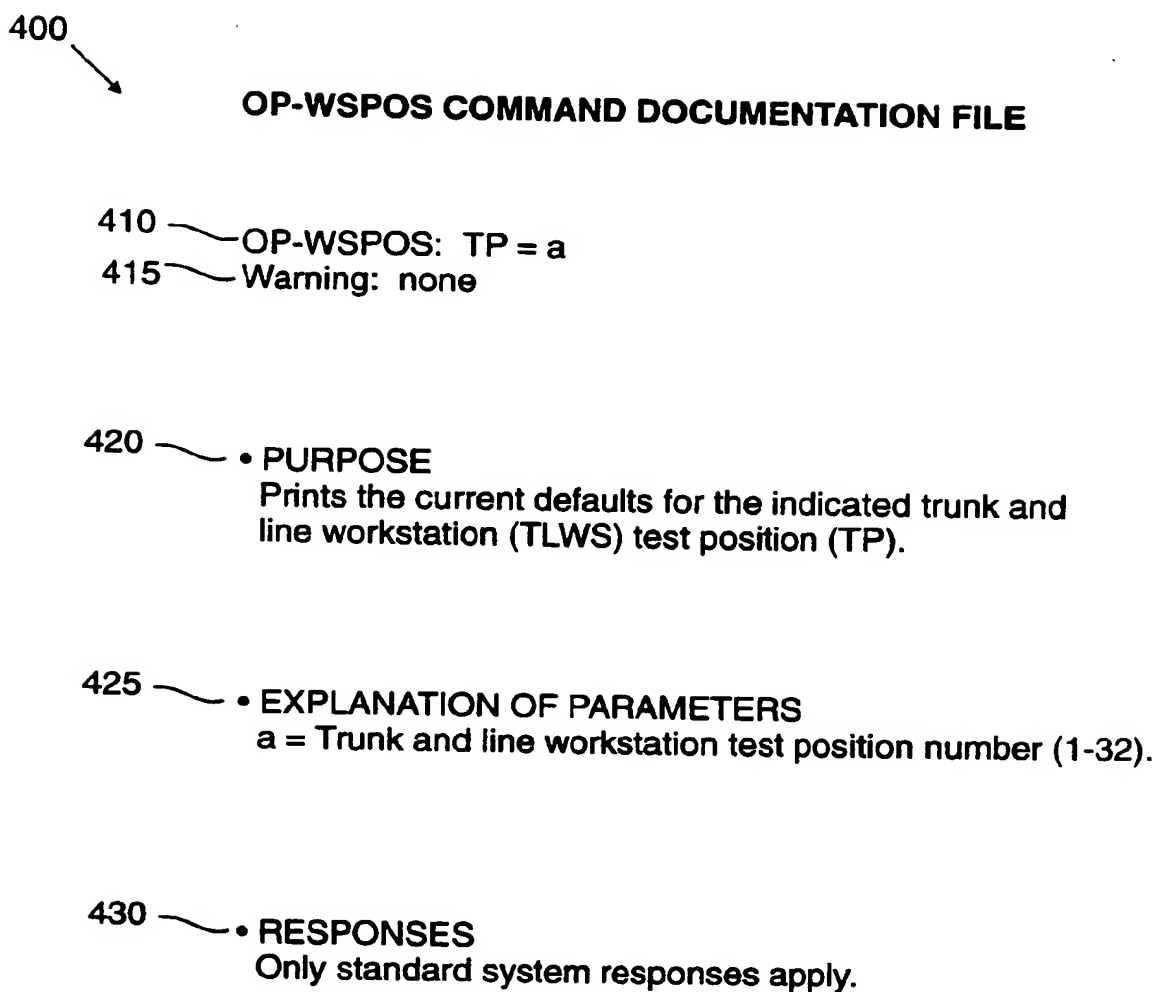 400
OP-WSPOS COMMAND DOCUMENTATION FILE
410 OP-WSPOS: TP = a
415 Warning: none
420 • PURPOSE
Prints the current defaults for the indicated trunk and
line workstation (TLWS) test position (TP).
425 • EXPLANATION OF PARAMETERS
a = Trunk and line workstation test position number (1-32).
430 • RESPONSES
Only standard system responses apply.